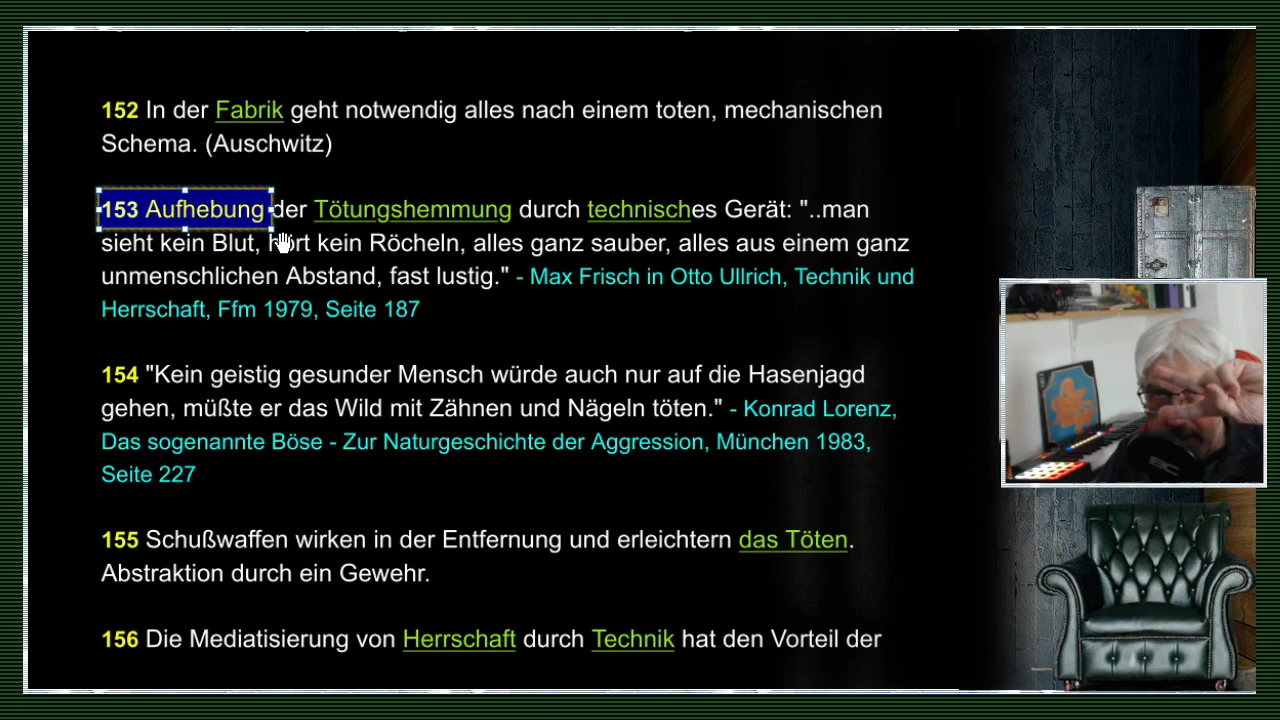 152 In der Fabrik geht notwendig alles nach einem toten, mechanischen
Schema. (Auschwitz)
153 Aufhebung der Tötungshemmung durch technisches Gerät: "..man
sieht kein Blut, hört kein Röcheln, alles ganz sauber, alles aus einem ganz
unmenschlichen Abstand, fast lustig." - Max Frisch in Otto Ullrich, Technik und
Herrschaft, Ffm 1979, Seite 187
154 "Kein geistig gesunder Mensch würde auch nur auf die Hasenjagd
gehen, müßte er das Wild mit Zähnen und Nägeln töten." - Konrad Lorenz,
Das sogenannte Böse - Zur Naturgeschichte der Aggression, München 1983,
Seite 227
155 Schußwaffen wirken in der Entfernung und erleichtern das Töten.
Abstraktion durch ein Gewehr.
156 Die Mediatisierung von Herrschaft durch Technik hat den Vorteil der